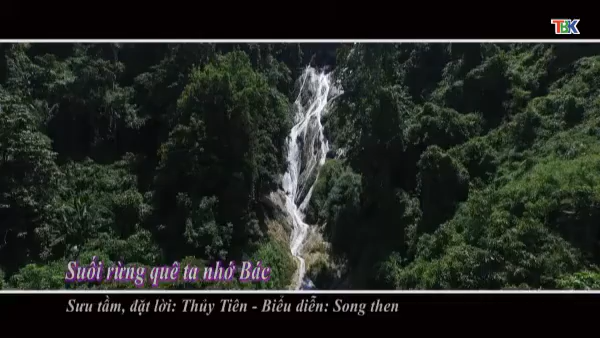 TBK
Suối rừng quê ta nhớ Bác
Sưu tầm, đặt lời: Thủy Tiên - Biểu diễn: Song then